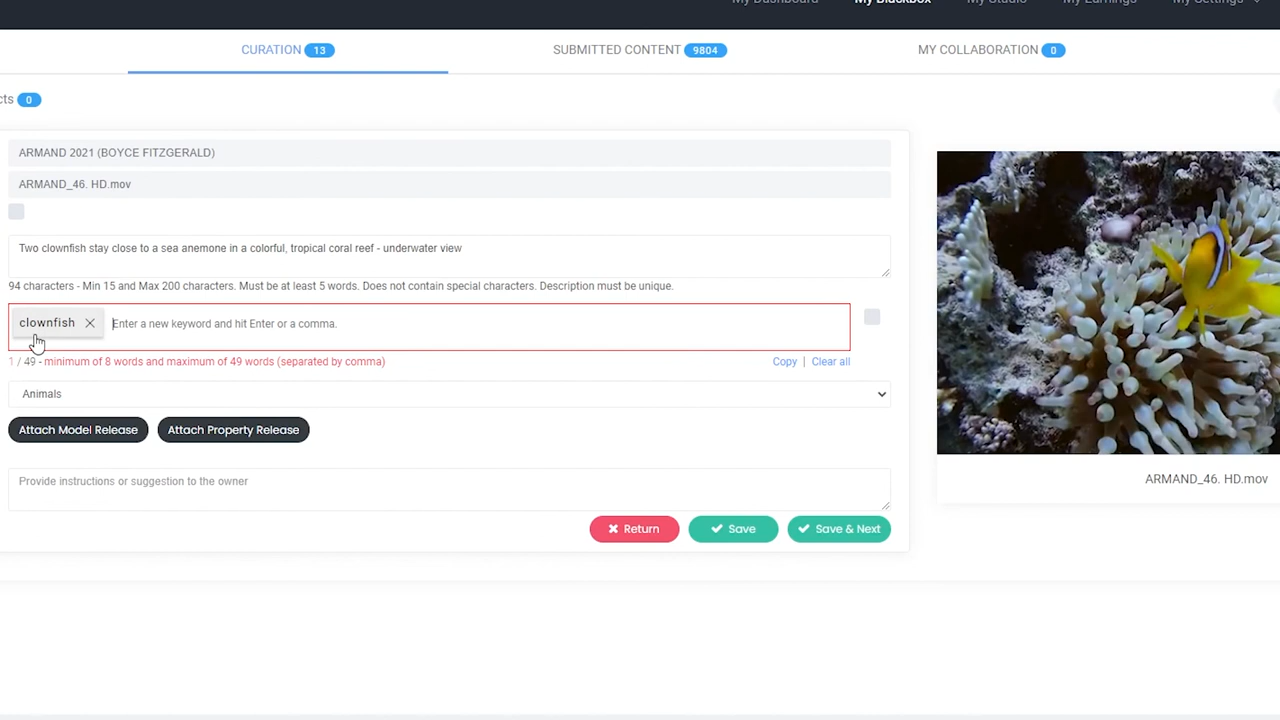 My Dashboard My Blackbox My Studio My Earnings My Settings
CURATION 13 SUBMITTED CONTENT 9804 MY COLLABORATION 0
cts 0
ARMAND 2021 (BOYCE FITZGERALD)
ARMAND_46. HD.mov
Two clownfish stay close to a sea anemone in a colorful, tropical coral reef - underwater view
94 characters - Min 15 and Max 200 characters. Must be at least 5 words. Does not contain special characters. Description must be unique.
clownfish Enter a new keyword and hit Enter or a comma.
1 / 49 - minimum of 8 words and maximum of 49 words (separated by comma) Copy | Clear all
Animals
Attach Model Release Attach Property Release
Provide instructions or suggestion to the owner
Return Save Save & Next
ARMAND_46. HD.mov